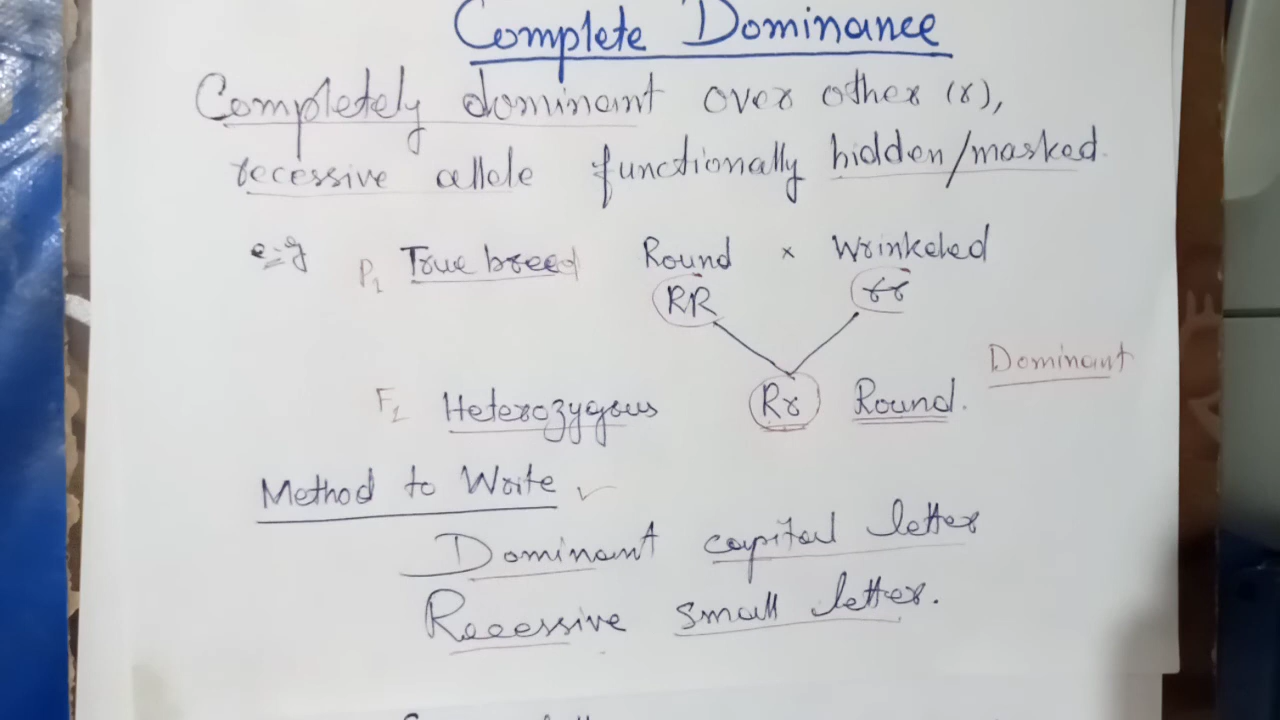 Complete Dominance
Completely dominant over other (r),
recessive allele functionally hidden/masked.
e.g P1 True breed Round × Wrinkeled
RR rr
Dominant
F1 Heterozygous Rr Round.
Method to Write ✓
Dominant capital letter
Recessive small letter.